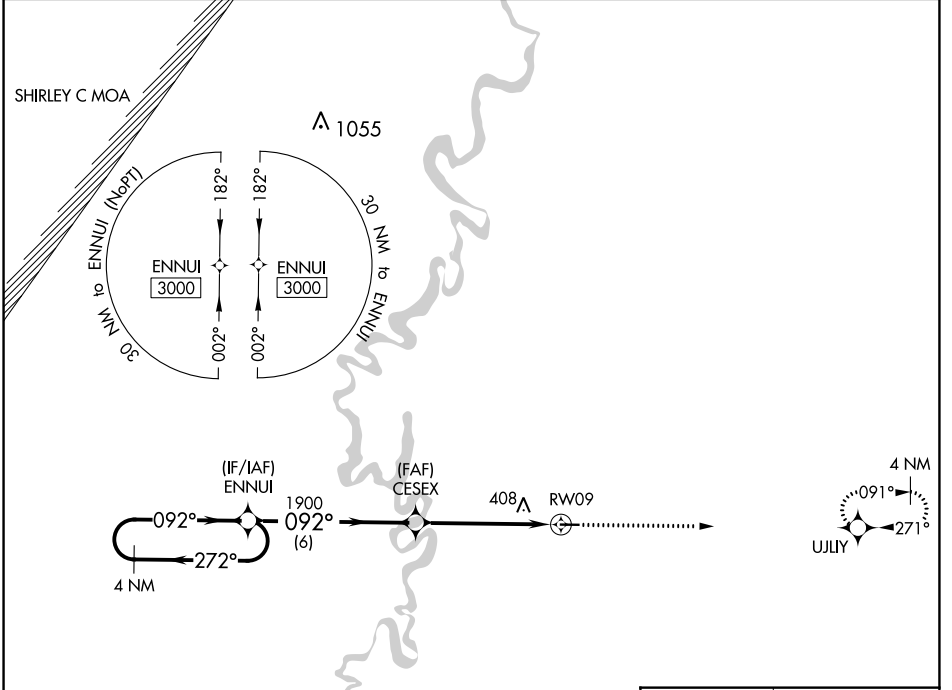 SHIRLEY C MOA
1055
30 NM to ENNUI (NoPT)
182°
182°
30 NM to ENNUI
ENNUI
3000
ENNUI
3000
002°
002°
(IF/IAF)
ENNUI
1900
092°
(6)
(FAF)
CESEX
408
RW09
4 NM
091°
271°
UJLIY
092°
272°
4 NM